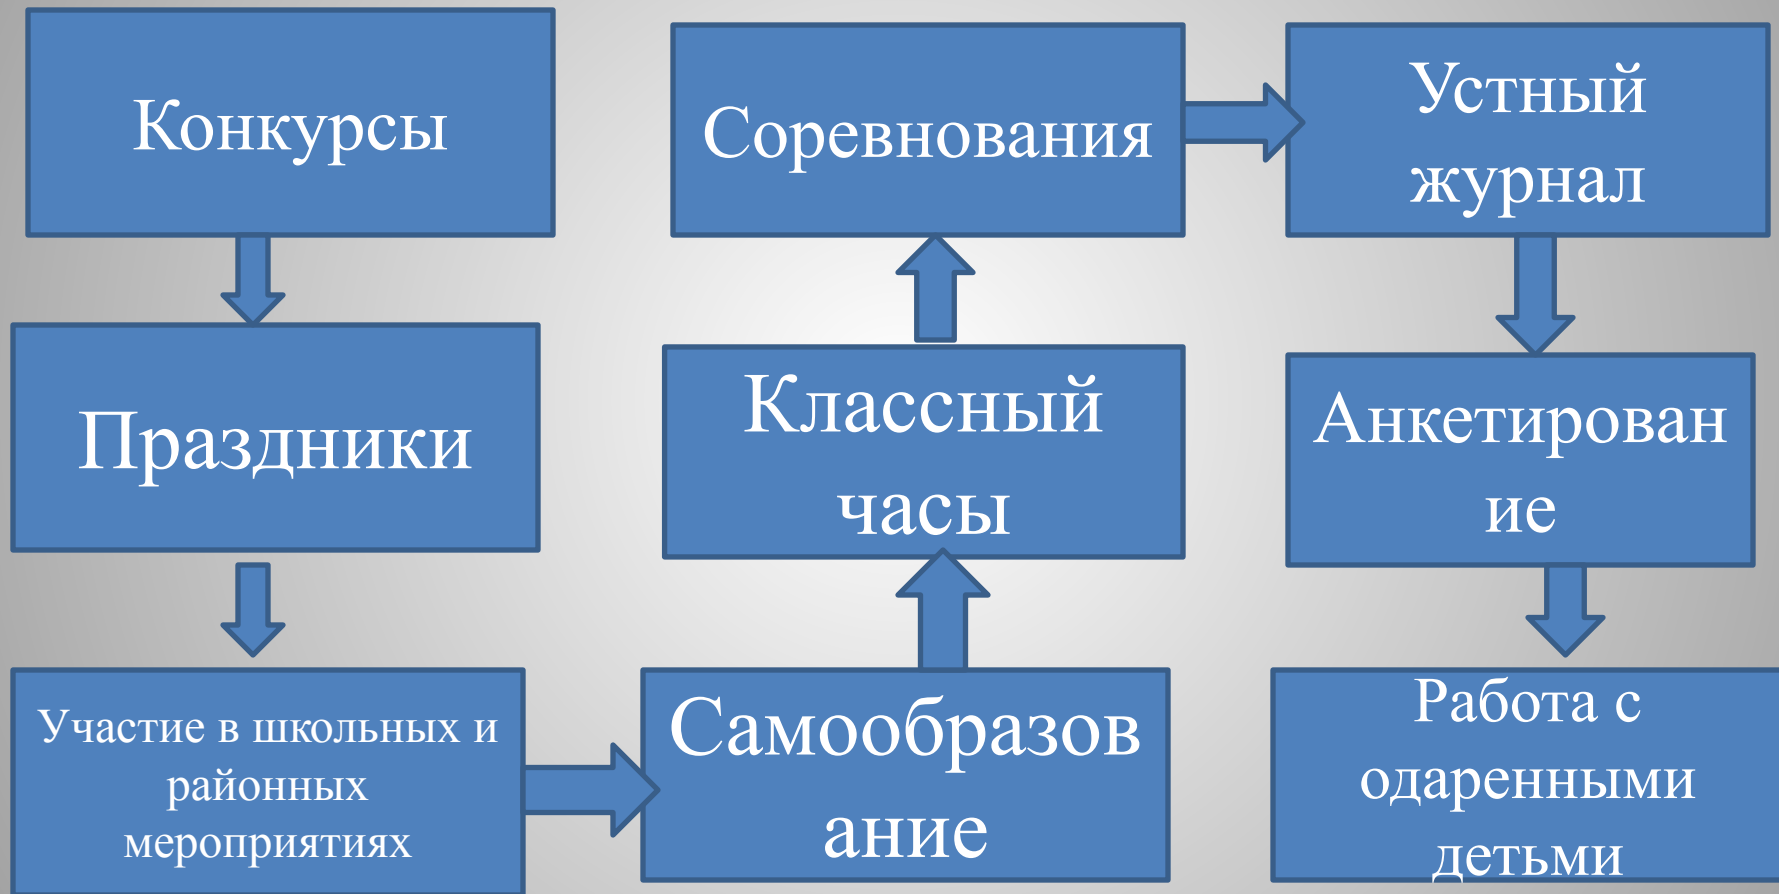 Конкурсы
Праздники
Участие в школьных и
районных
мероприятиях
Самообразов
ание
Классный
часы
Соревнования
Устный
журнал
Анкетирован
ие
Работа с
одаренными
детьми